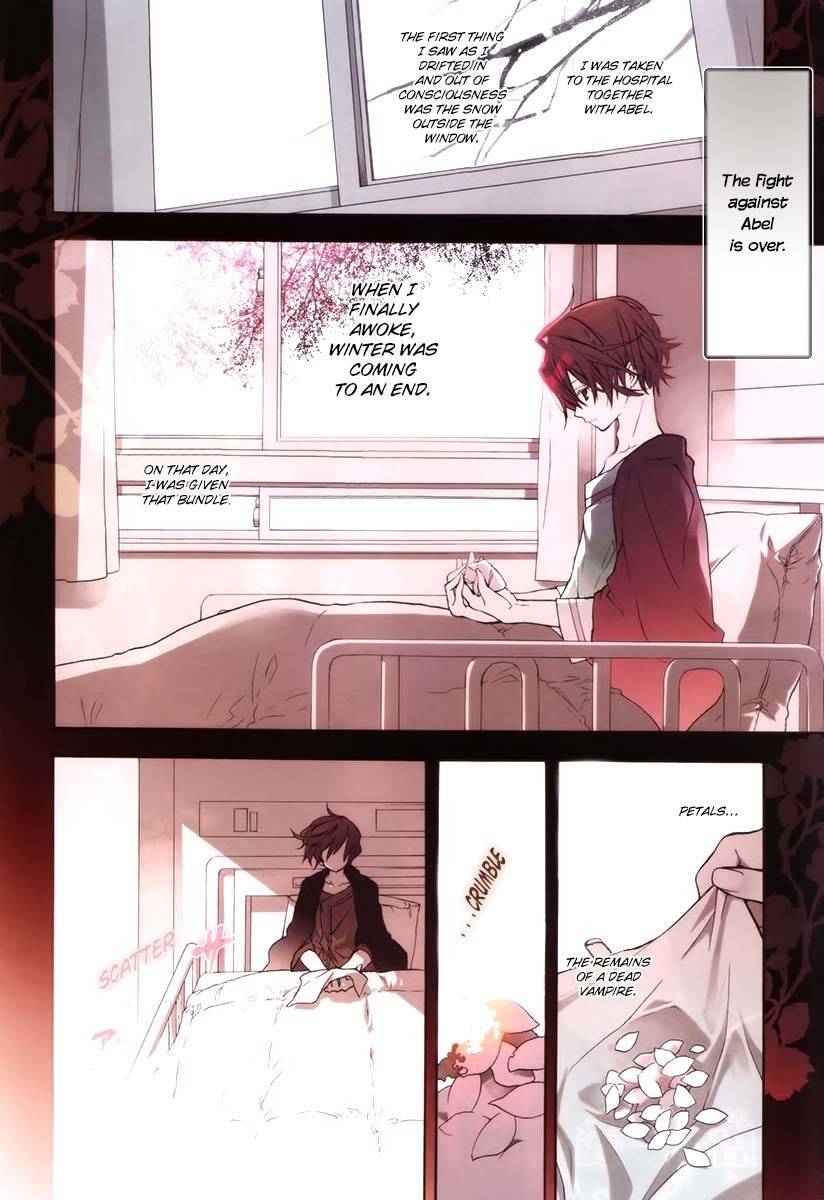 The Fight
against
Abel
is over.
I WAS TAKEN
TO THE HOSPITAL
TOGETHER
WITH ABEL.
THE FIRST THING
I SAW AS I
DRIFTED IN
AND OUT OF
CONSCIOUSNESS
WAS THE SNOW
OUTSIDE THE
WINDOW.
WHEN I
FINALLY
AWOKE,
WINTER WAS
COMING
TO AN END.
ON THAT DAY,
I WAS GIVEN
THAT BUNDLE.
PETALS...
THE REMAINS
OF A DEAD
VAMPIRE.
...CRUMBLE
SCATTER